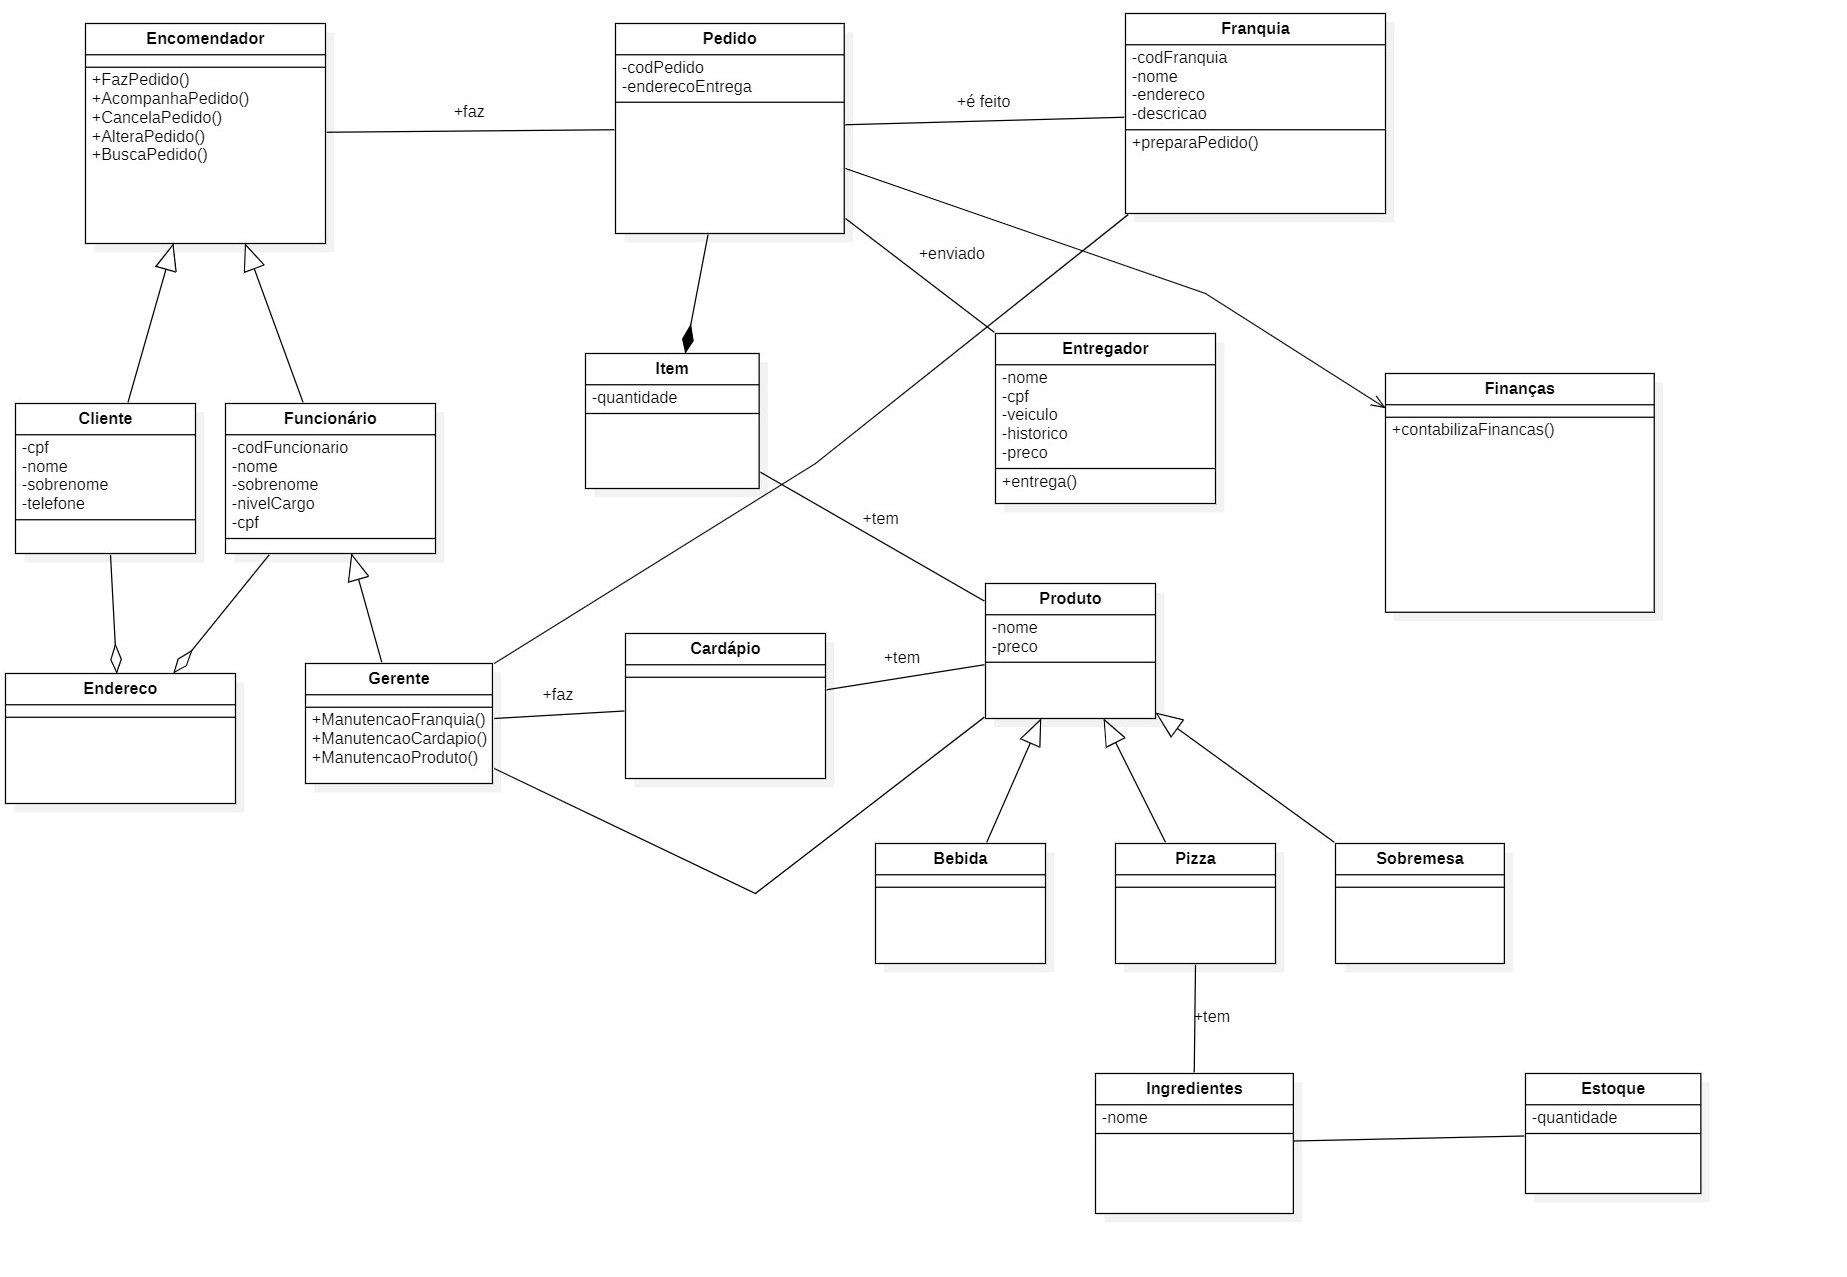 Encomendador
+FazPedido()
+AcompanhaPedido()
+CancelaPedido()
+AlteraPedido()
+BuscaPedido()
+faz
Pedido
-codPedido
-enderecoEntrega
+é feito
Franquia
-codFranquia
-nome
-endereco
-descricao
+preparaPedido()
+enviado
Item
-quantidade
Entregador
-nome
-cpf
-veiculo
-historico
-preco
+entrega()
Finanças
+contabilizaFinancas()
Cliente
-cpf
-nome
-sobrenome
-telefone
Funcionário
-codFuncionario
-nome
-sobrenome
-nivelCargo
-cpf
+tem
Produto
-nome
-preco
Endereco
Gerente
+ManutencaoFranquia()
+ManutencaoCardapio()
+ManutencaoProduto()
+faz
Cardápio
+tem
Bebida
Pizza
Sobremesa
+tem
Ingredientes
-nome
Estoque
-quantidade